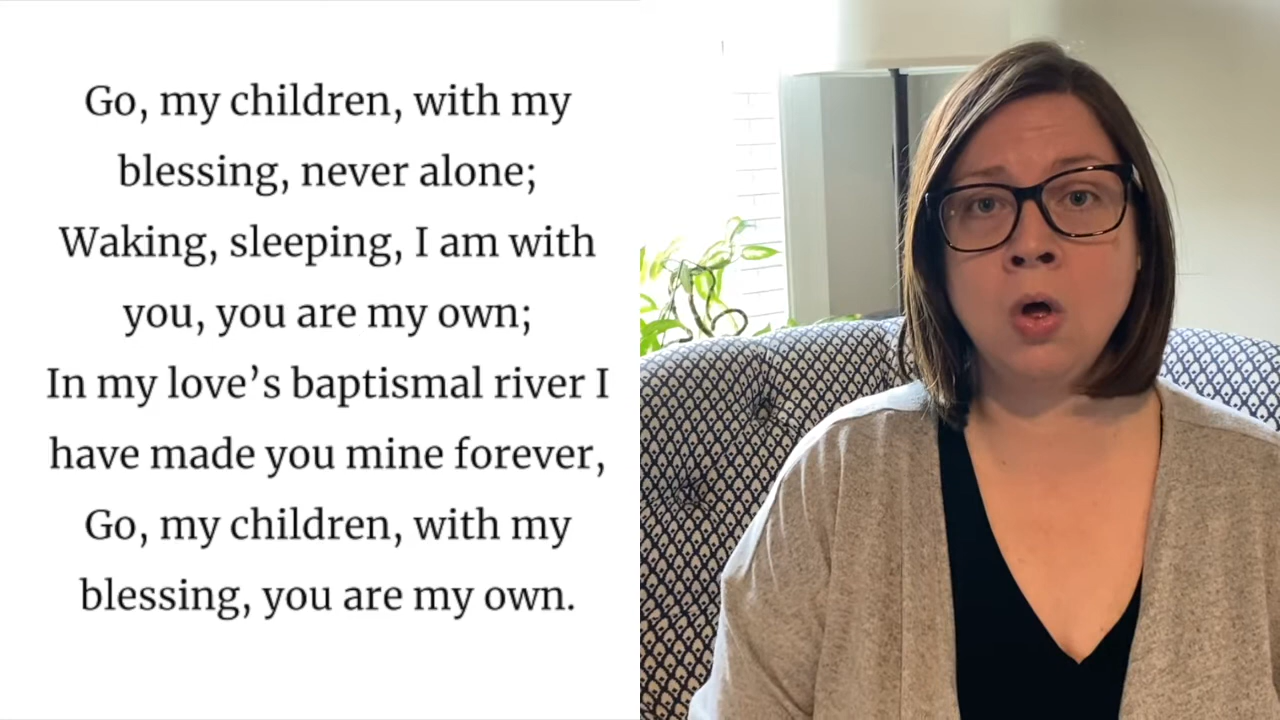 Go, my children, with my
blessing, never alone;
Waking, sleeping, I am with
you, you are my own;
In my love’s baptismal river I
have made you mine forever,
Go, my children, with my
blessing, you are my own.